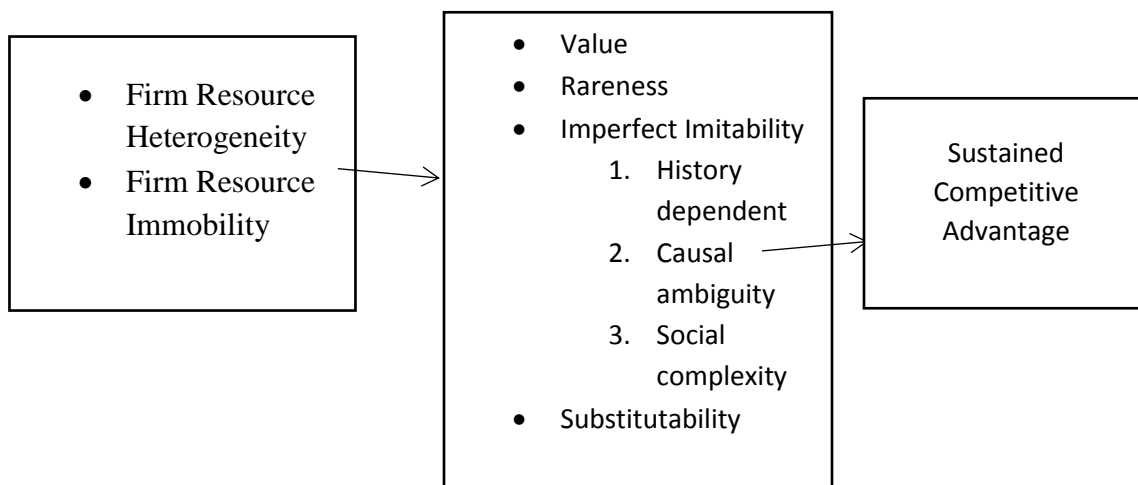 • Firm Resource
Heterogeneity
• Firm Resource
Immobility
• Value
• Rareness
• Imperfect Imitability
1. History
dependent
2. Causal
ambiguity
3. Social
complexity
• Substitutability
Sustained
Competitive
Advantage